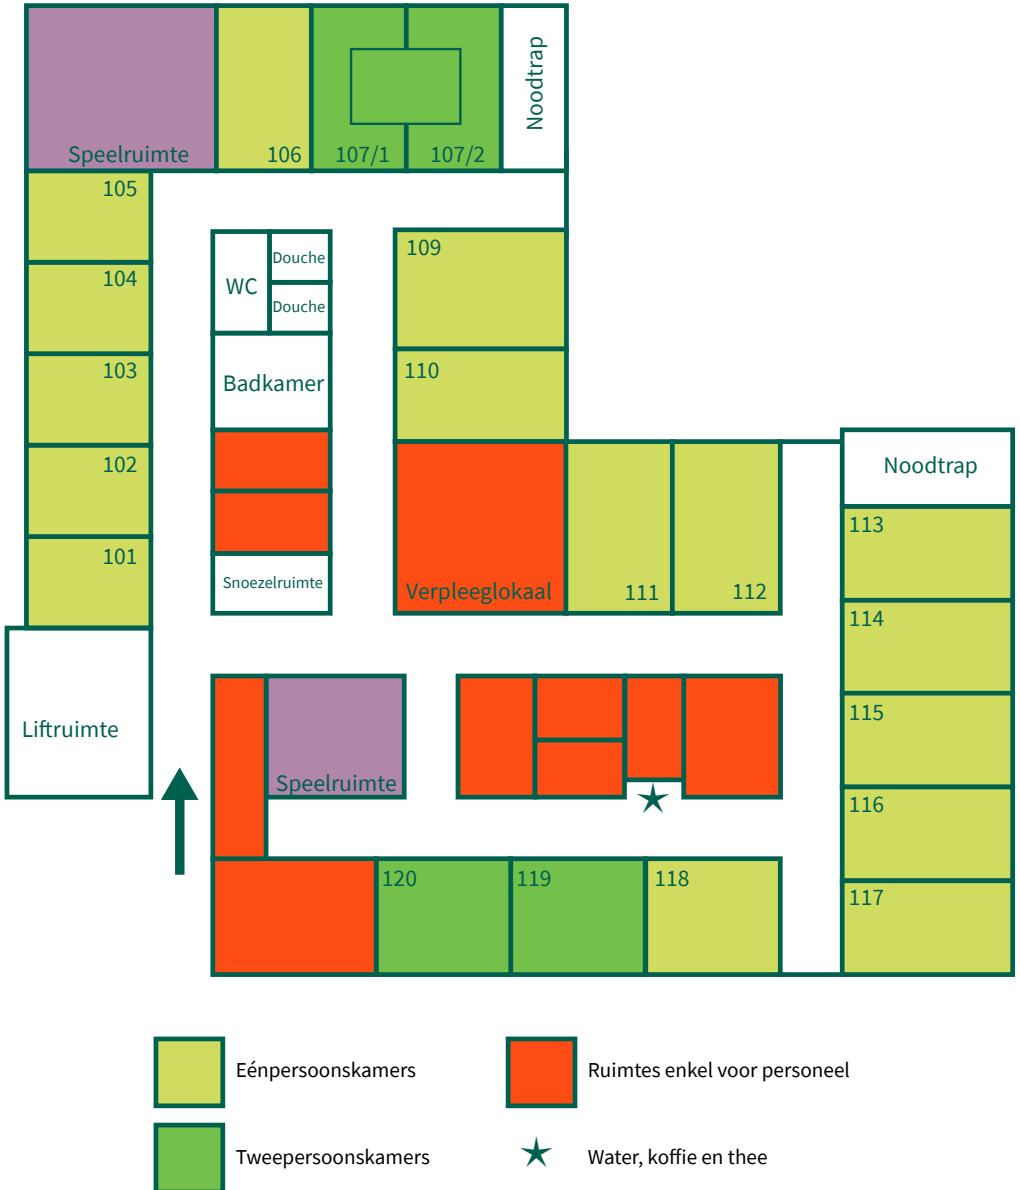 Noodtrap
Speelruimte
106
107/1
107/2
105
104
103
102
101
WC
Douche
Douche
Badkamer
Snoezelruimte
109
110
Verpleeglokaal
111
112
Noodtrap
113
114
115
116
117
Liftruimte
Speelruimte
120
119
118
Eénpersoonskamers
Ruimtes enkel voor personeel
Tweepersoonskamers
Water, koffie en thee